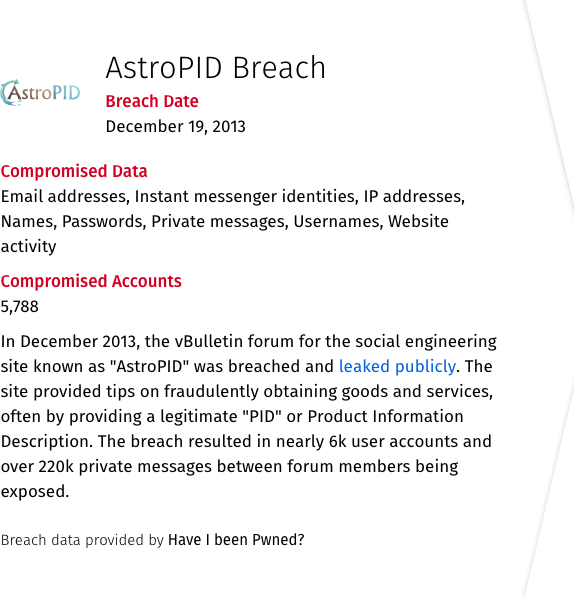 AstroPID Breach
AstroPID
Breach Date
December 19, 2013
Compromised Data
Email addresses, Instant messenger identities, IP addresses,
Names, Passwords, Private messages, Usernames, Website
activity
Compromised Accounts
5,788
In December 2013, the vBulletin forum for the social engineering
site known as "AstroPID" was breached and leaked publicly. The
site provided tips on fraudulently obtaining goods and services,
often by providing a legitimate "PID" or Product Information
Description. The breach resulted in nearly 6k user accounts and
over 220k private messages between forum members being
exposed.
Breach data provided by Have I been Pwned?